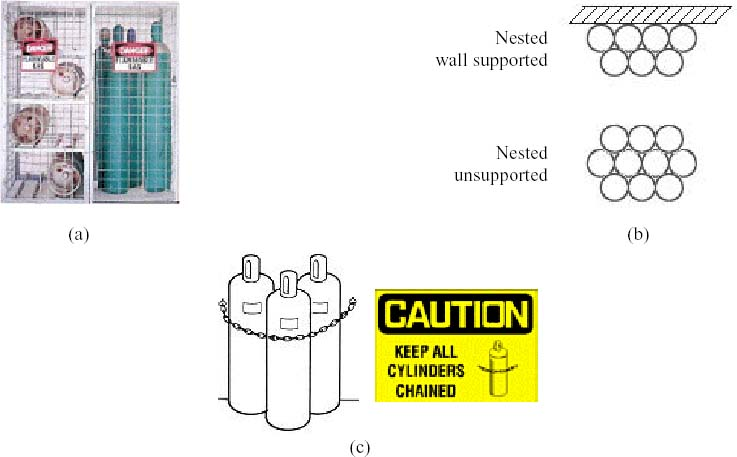 DANGER
FLAMMABLE
GAS
DANGER
FLAMMABLE
GAS
Nested
wall supported
Nested
unsupported
(a)
(b)
CAUTION
KEEP ALL
CYLINDERS
CHAINED
(c)